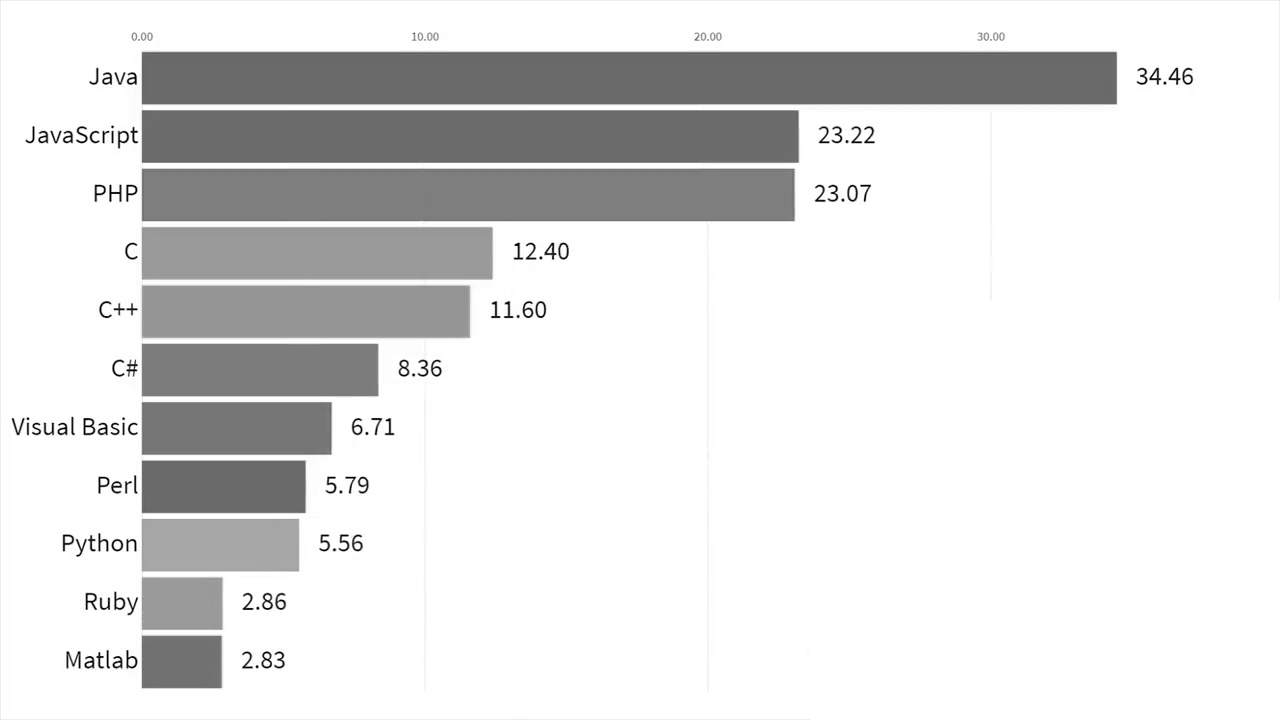 0.00 10.00 20.00 30.00
Java 34.46
JavaScript 23.22
PHP 23.07
C 12.40
C++ 11.60
C# 8.36
Visual Basic 6.71
Perl 5.79
Python 5.56
Ruby 2.86
Matlab 2.83